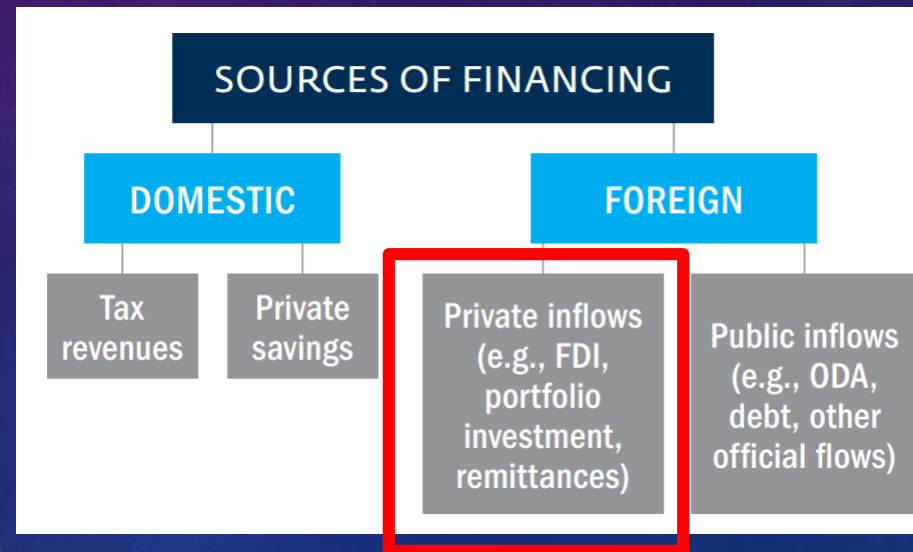 SOURCES OF FINANCING
DOMESTIC
FOREIGN
Tax
revenues
Private
savings
Private inflows
(e.g., FDI,
portfolio
investment,
remittances)
Public inflows
(e.g., ODA,
debt, other
official flows)